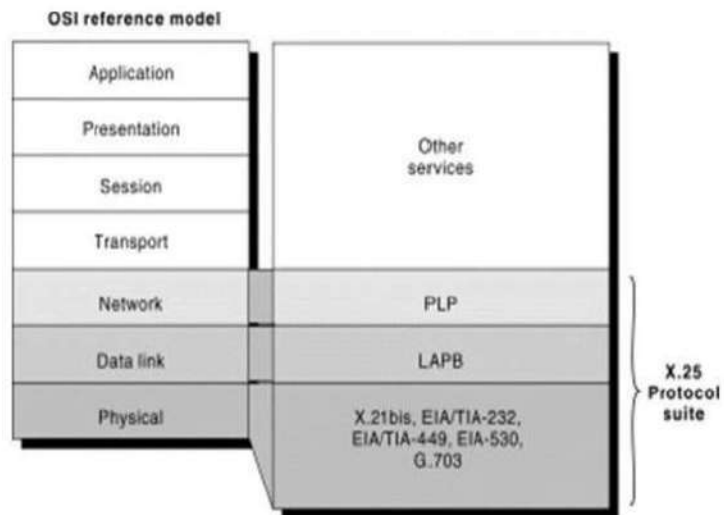 OSI reference model
Application
Presentation
Session
Transport
Network
Data link
Physical
Other
services
PLP
LAPB
X.21bis, EIA/TIA-232,
EIA/TIA-449, EIA-530,
G.703
X.25
Protocol
suite